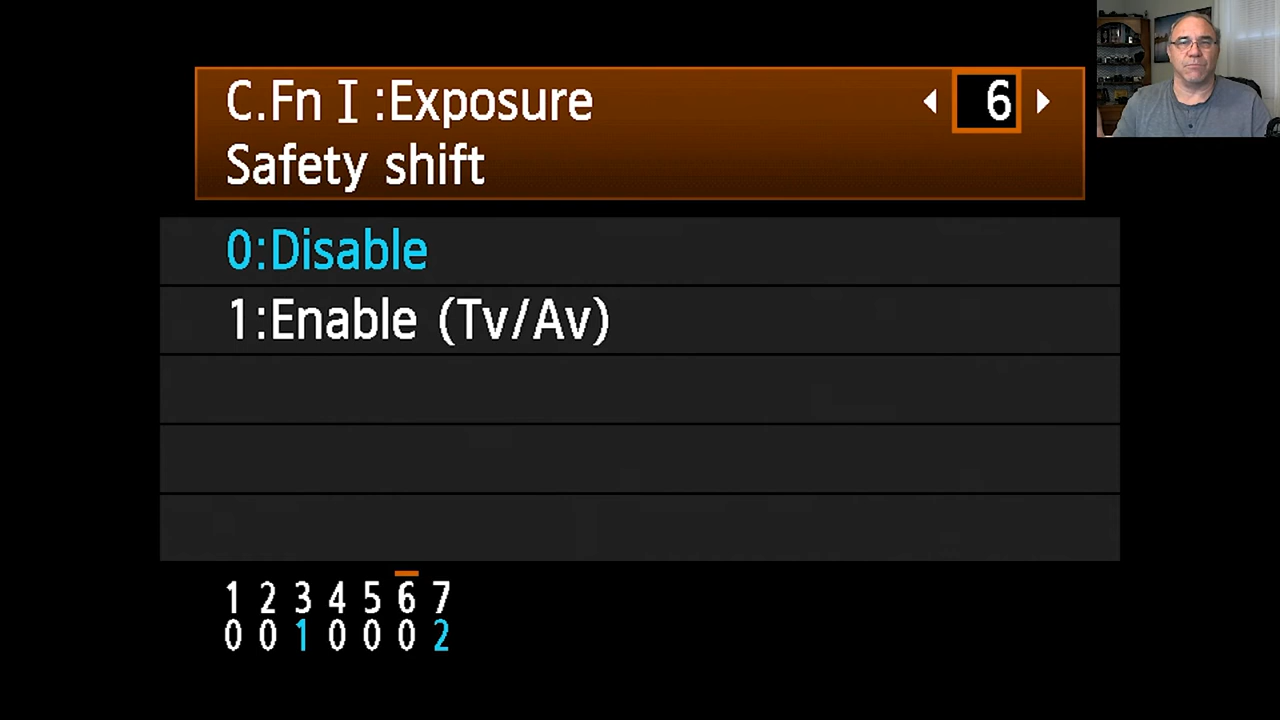 C.Fn I :Exposure
6
Safety shift
0:Disable
1:Enable (Tv/Av)
1 2 3 4 5 6 7
0 0 1 0 0 0 2